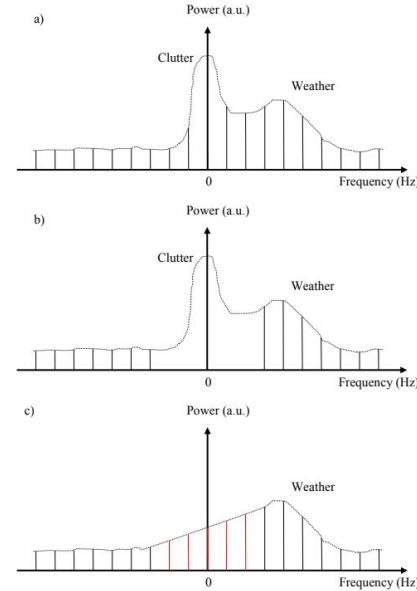 Power (a.u.)
a)
Clutter
Weather
0
Frequency (Hz)
Power (a.u.)
b)
Clutter
Weather
0
Frequency (Hz)
Power (a.u.)
c)
Weather
0
Frequency (Hz)